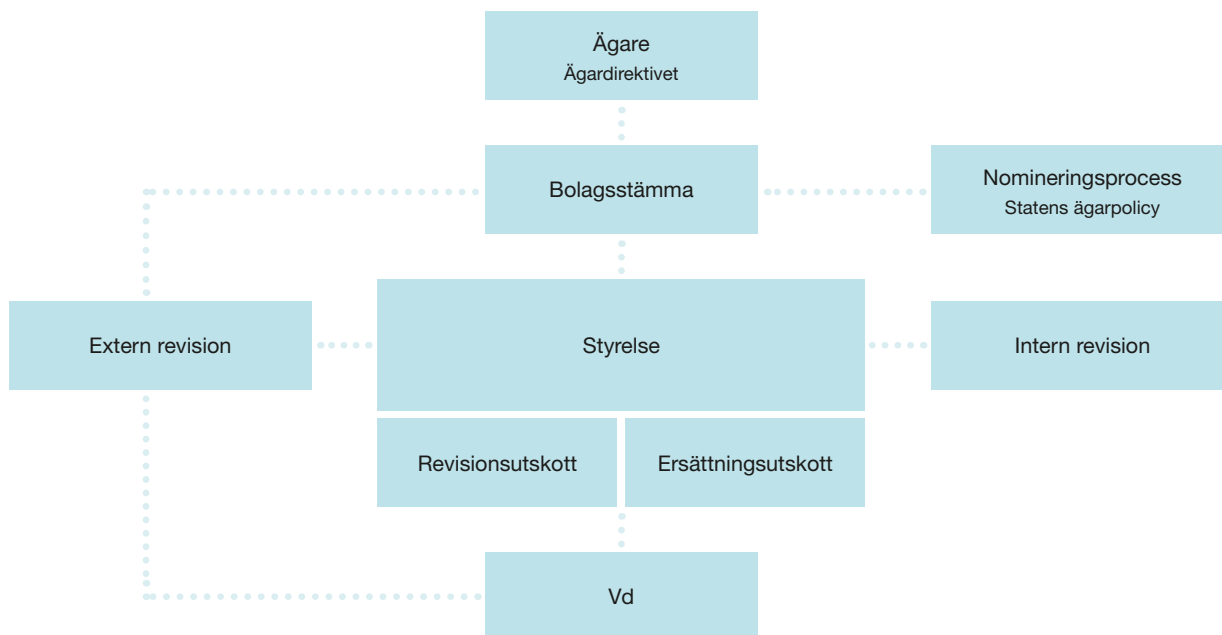 Ägare
Ägardirektivet
Bolagsstämma
Nomineringsprocess
Statens ägarpolicy
Extern revision
Styrelse
Intern revision
Revisionsutskott
Ersättningsutskott
Vd